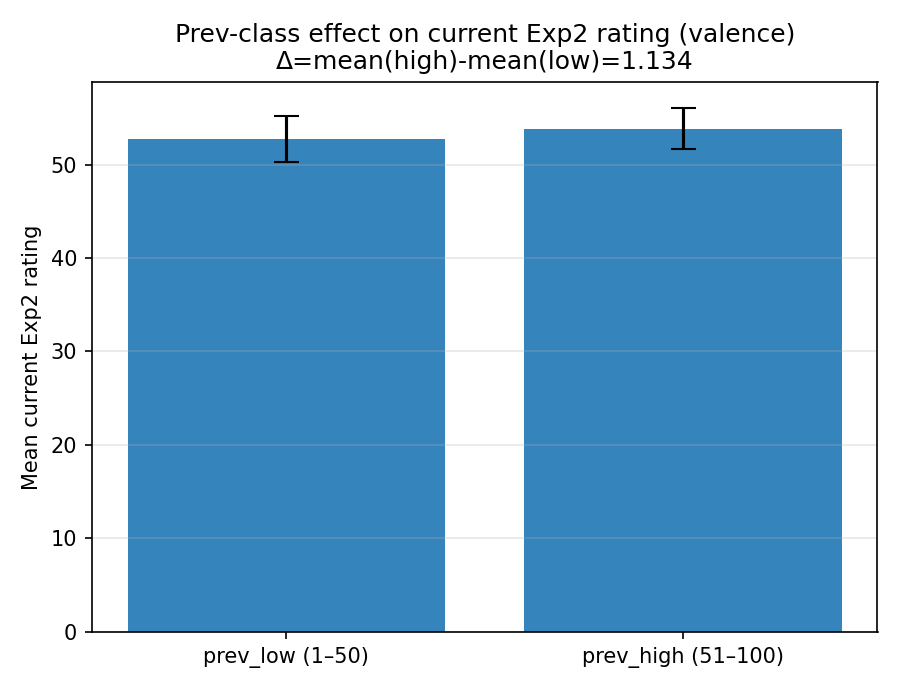 Prev-class effect on current Exp2 rating (valence)
Δ=mean(high)-mean(low)=1.134
Mean current Exp2 rating
50
40
30
20
10
0
prev_low (1–50)
prev_high (51–100)